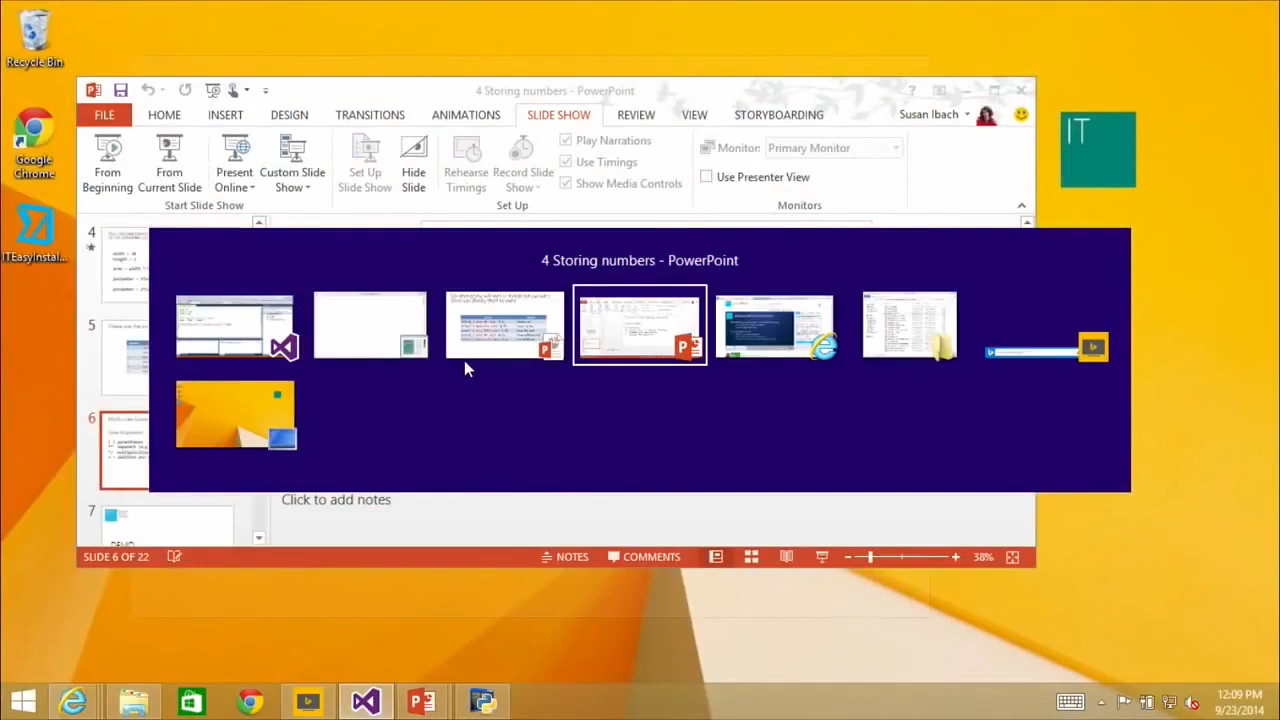 Recycle Bin
Google
Chrome
ITEasyInstal...
4 Storing numbers - PowerPoint
FILE HOME INSERT DESIGN TRANSITIONS ANIMATIONS SLIDE SHOW REVIEW VIEW STORYBOARDING Susan Ibach
IT
From
Beginning
From
Current Slide
Present
Online
Custom Slide
Show
Set Up
Slide Show
Hide
Slide
Rehearse
Timings
Record Slide
Show
Play Narrations
Use Timings
Show Media Controls
Monitor: Primary Monitor
Use Presenter View
Start Slide Show
Set Up
Monitors
4
5
6
7
4 Storing numbers - PowerPoint
DEMO
Click to add notes
SLIDE 6 OF 22
NOTES COMMENTS 38%
12:09 PM
9/23/2014